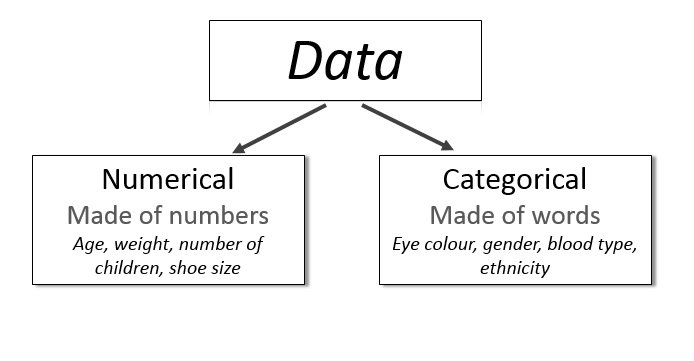 Data
Numerical
Made of numbers
Age, weight, number of
children, shoe size
Categorical
Made of words
Eye colour, gender, blood type,
ethnicity